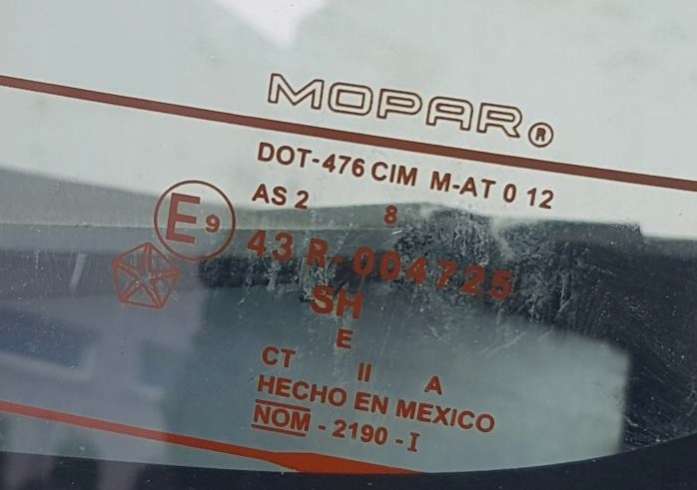 MOPAR®
DOT-476 CIM M-AT 0 12
AS 2 8
E9
43 R-004725
SH
E
CT II A
HECHO EN MEXICO
NOM - 2190 - I